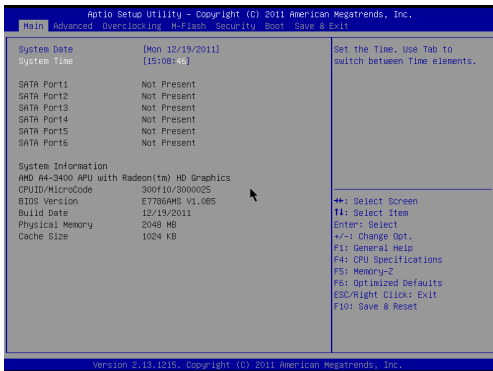 Aptio Setup Utility - Copyright (C) 2011 American Megatrends, Inc.
Main Advanced Overclocking M-Flash Security Boot Save & Exit
System Date [Mon 12/19/2011]
System Time [15:08:46]
SATA Port1 Not Present
SATA Port2 Not Present
SATA Port3 Not Present
SATA Port4 Not Present
SATA Port5 Not Present
SATA Port6 Not Present
System Information
AMD A4-3400 APU with Radeon(tm) HD Graphics
CPUID/MicroCode 300f10/3000025
BIOS Version E7786AMS V1.0B5
Build Date 12/19/2011
Physical Memory 2048 MB
Cache Size 1024 KB
Set the Time. Use Tab to
switch between Time elements.
→←: Select Screen
↑↓: Select Item
Enter: Select
+/-: Change Opt.
F1: General Help
F4: CPU Specifications
F5: Memory-Z
F6: Optimized Defaults
ESC/Right Click: Exit
F10: Save & Reset
Version 2.13.1215. Copyright (C) 2011 American Megatrends, Inc.